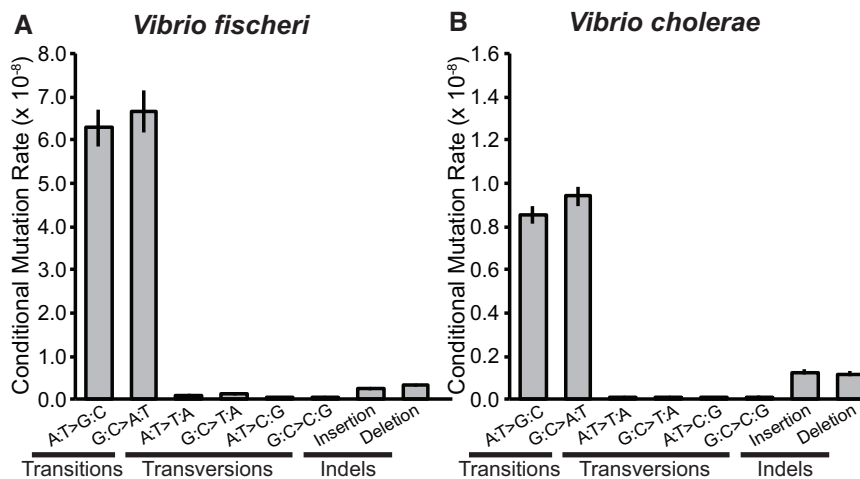 A
Vibrio fischeri
Conditional Mutation Rate (x 10⁻⁸)
8.0
7.0
6.0
5.0
4.0
3.0
2.0
1.0
0.0
A:T>G:C
G:C>A:T
A:T>T:A
G:C>T:A
A:T>C:G
G:C>C:G
Insertion
Deletion
Transitions
Transversions
Indels
B
Vibrio cholerae
Conditional Mutation Rate (x 10⁻⁸)
1.6
1.4
1.2
1.0
0.8
0.6
0.4
0.2
0.0
A:T>G:C
G:C>A:T
A:T>T:A
G:C>T:A
A:T>C:G
G:C>C:G
Insertion
Deletion
Transitions
Transversions
Indels